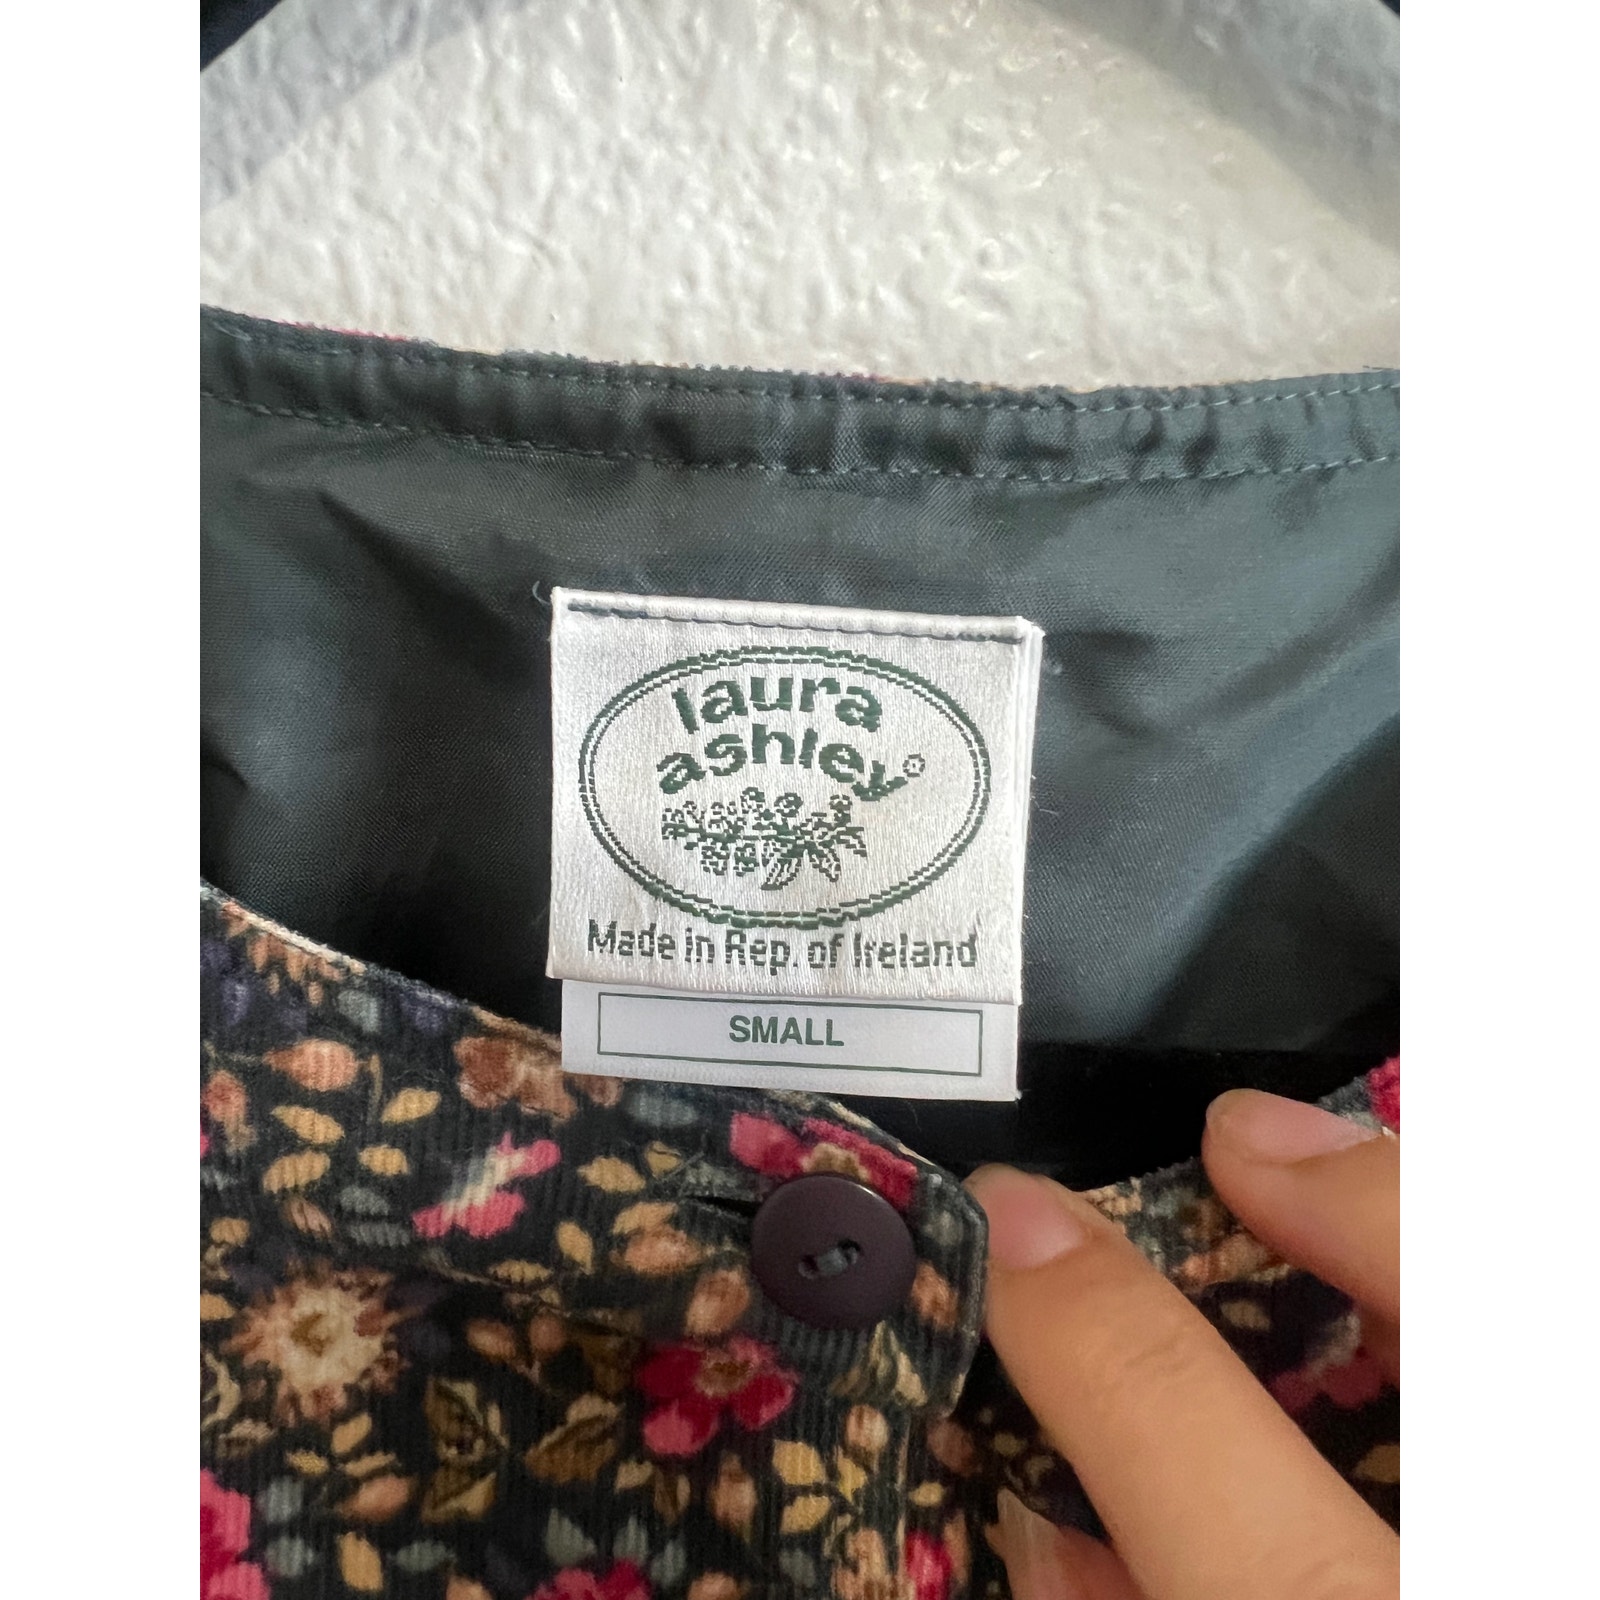 laura
ashley®
Made in Rep. of Ireland
SMALL